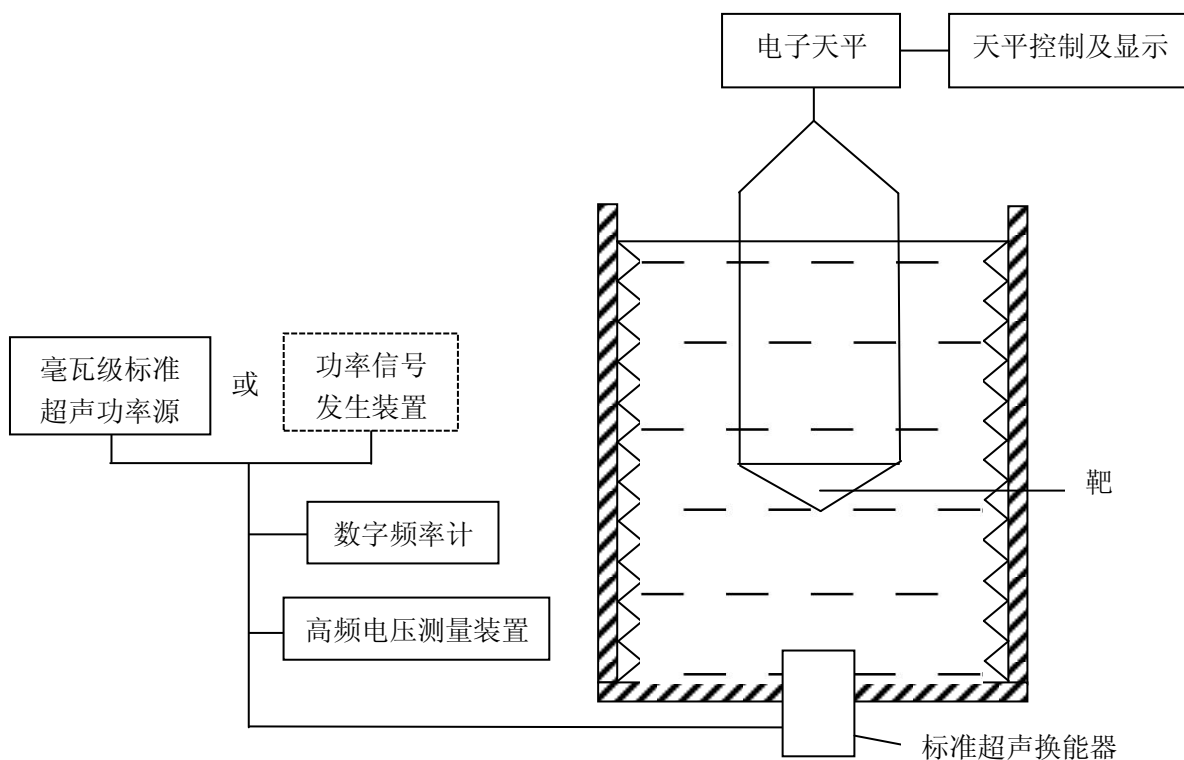 电子天平
天平控制及显示
毫瓦级标准
超声功率源
或
功率信号
发生装置
靶
数字频率计
高频电压测量装置
标准超声换能器